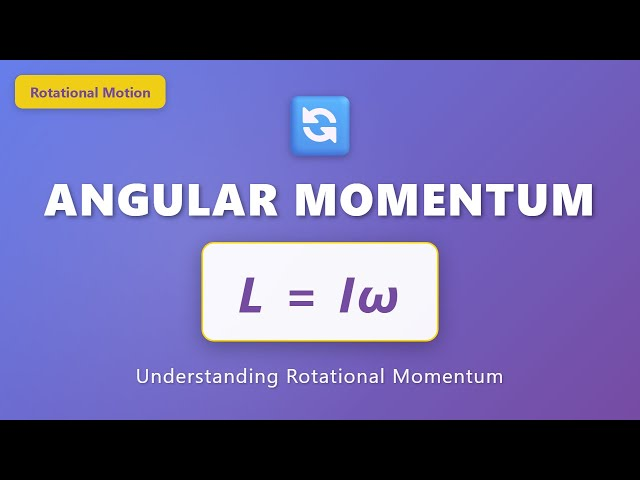 Rotational Motion
ANGULAR MOMENTUM
L = Iω
Understanding Rotational Momentum